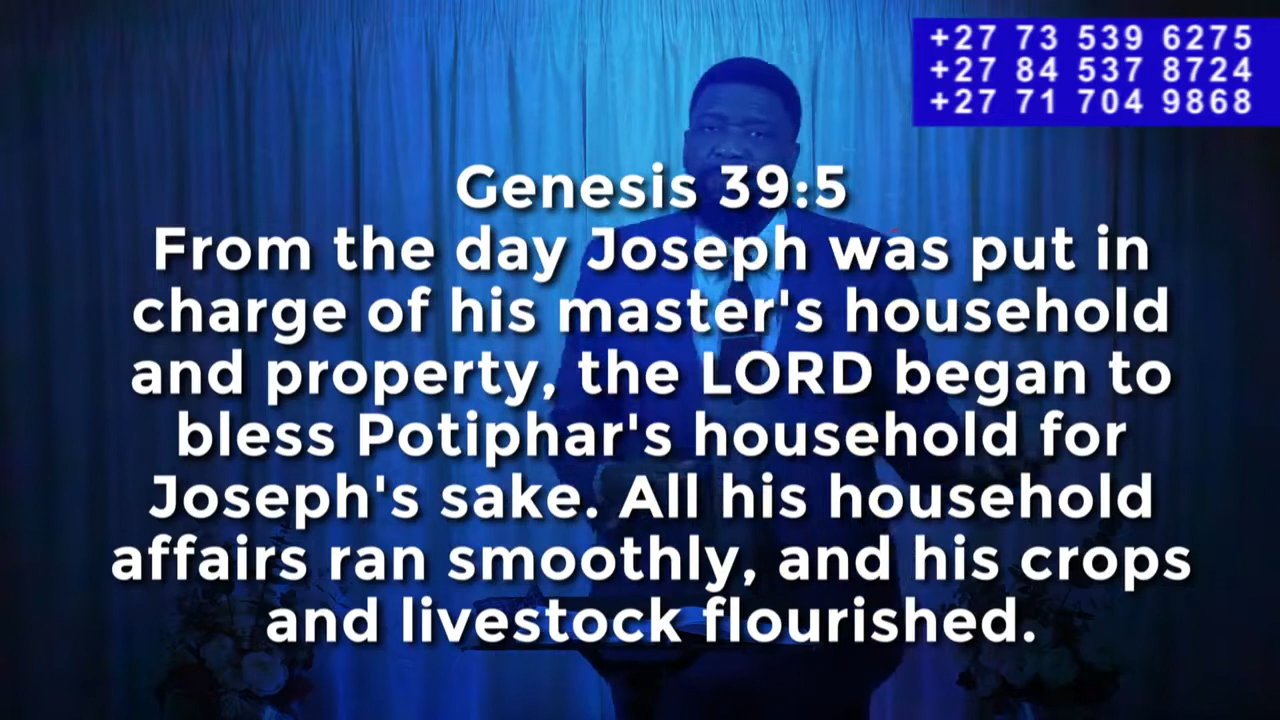 +27 73 539 6275
+27 84 537 8724
+27 71 704 9868
Genesis 39:5
From the day Joseph was put in
charge of his master's household
and property, the LORD began to
bless Potiphar's household for
Joseph's sake. All his household
affairs ran smoothly, and his crops
and livestock flourished.